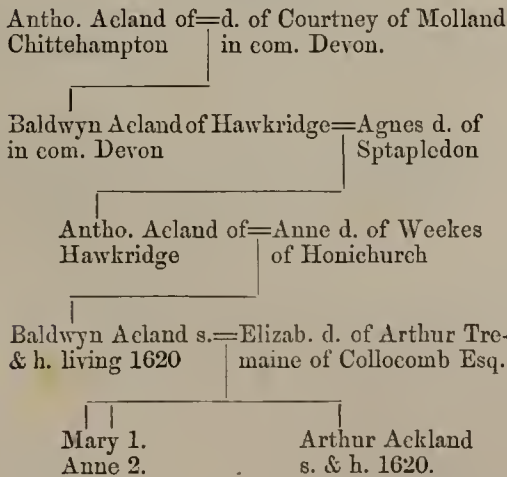 Antho. Acland of=d. of Courtney of Molland
Chittehampton in com. Devon.
Baldwyn Acland of Hawkridge=Agnes d. of
in com. Devon Sptapledon
Antho. Acland of=Anne d. of Weekes
Hawkridge of Honichurch
Baldwyn Acland s.=Elizab. d. of Arthur Tre-
& h. living 1620 maine of Collocomb Esq.
Mary 1. Arthur Ackland
Anne 2. s. & h. 1620.